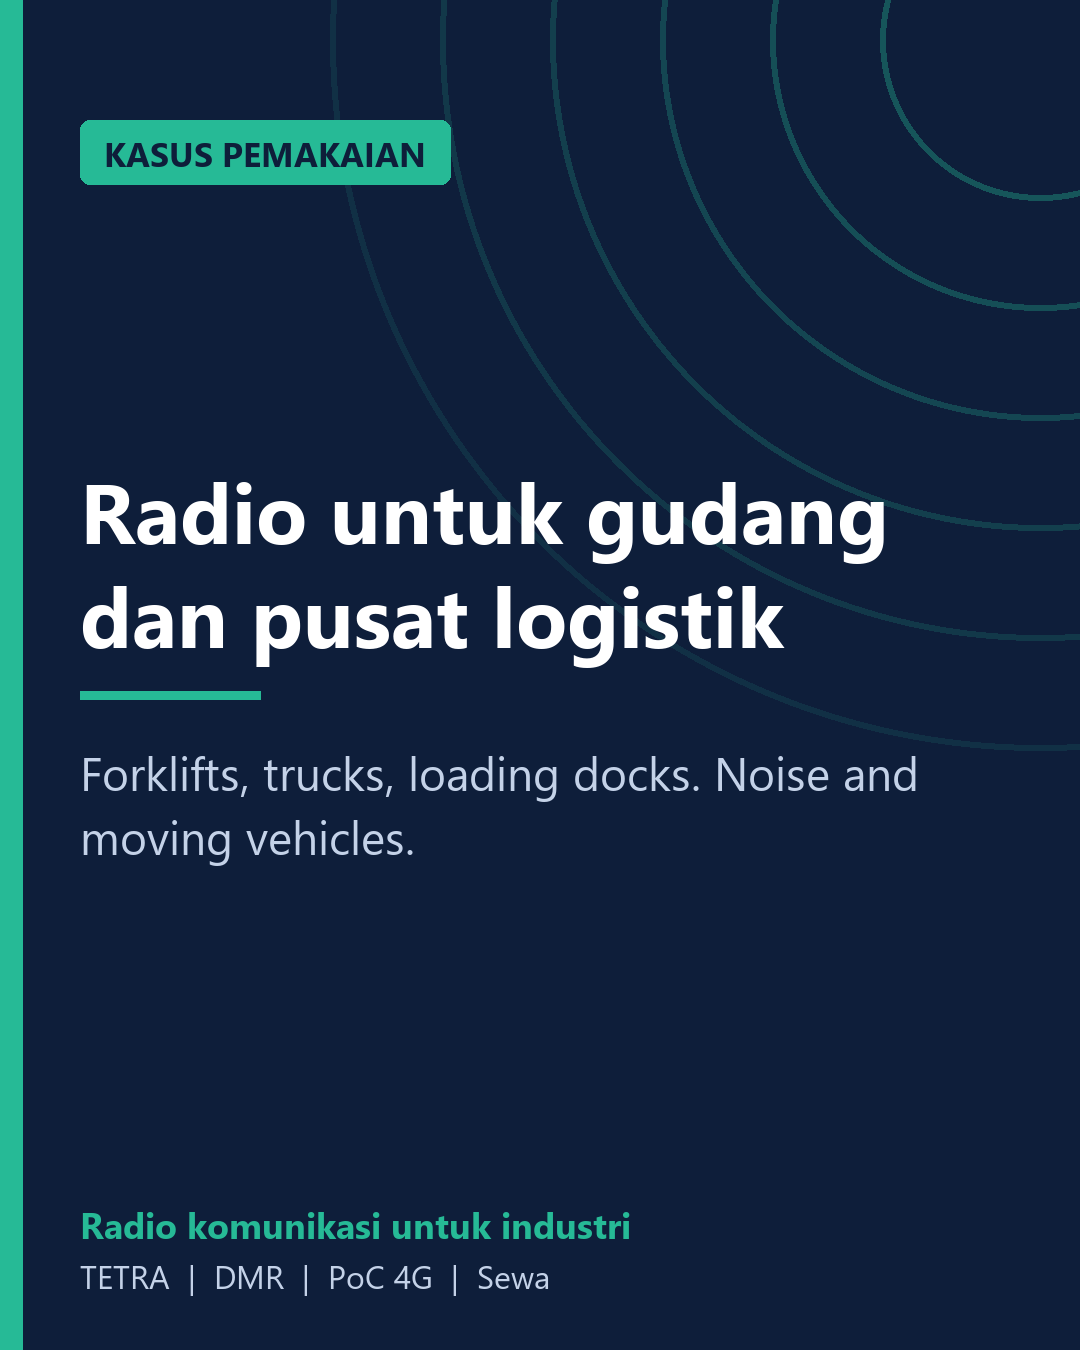 KASUS PEMAKAIAN
Radio untuk gudang
dan pusat logistik
Forklifts, trucks, loading docks. Noise and
moving vehicles.
Radio komunikasi untuk industri
TETRA | DMR | PoC 4G | Sewa